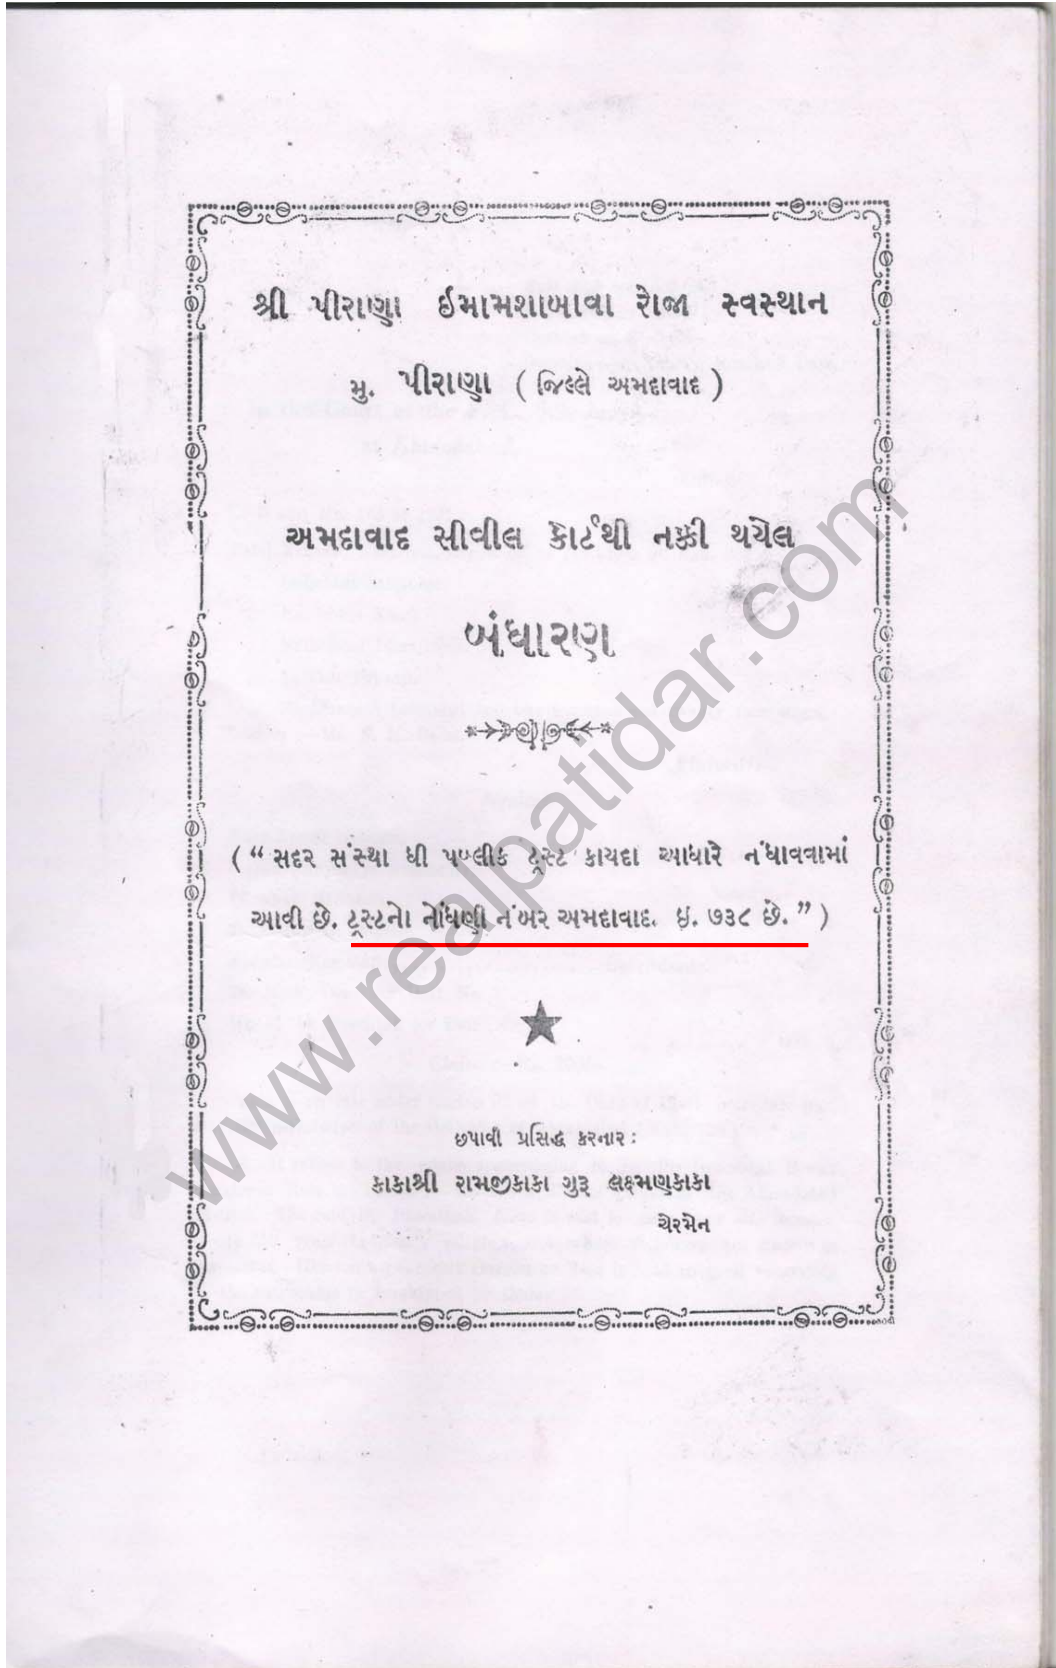 શ્રી પીરાણા ઇમામશાબાવા રોજા સ્વસ્થાન
મુ. પીરાણા ( જિલ્લે અમદાવાદ )
અમદાવાદ સીવીલ કોર્ટથી નક્કી થયેલ
બંધારણ
( “ સદર સંસ્થા ધી પબ્લીક ટ્રસ્ટ કાયદા આધારે નોંધાવવામાં
આવી છે. ટ્રસ્ટનો નોંધણી નંબર અમદાવાદ. ઇ. ૭૩૮ છે. ” )
છપાવી પ્રસિદ્ધ કરનાર :
કાકાશ્રી રામજીકાકા ગુરૂ લક્ષ્મણકાકા
ચેરમેન
www.realpatidar.com